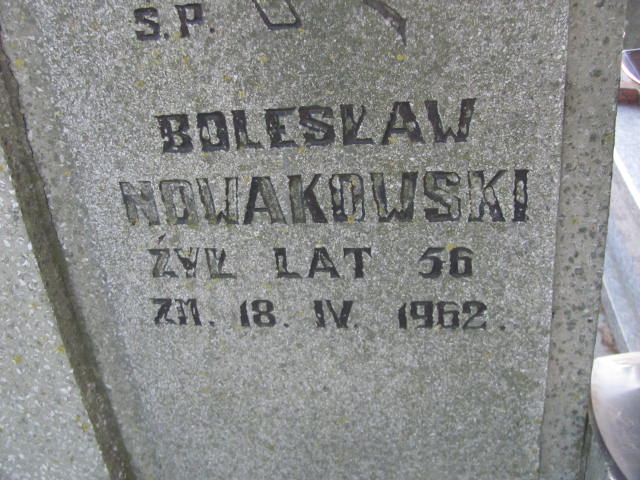 Ś.P.
BOLESŁAW
NOWAKOWSKI
ŻYŁ LAT 56
ZM. 18. IV. 1962.